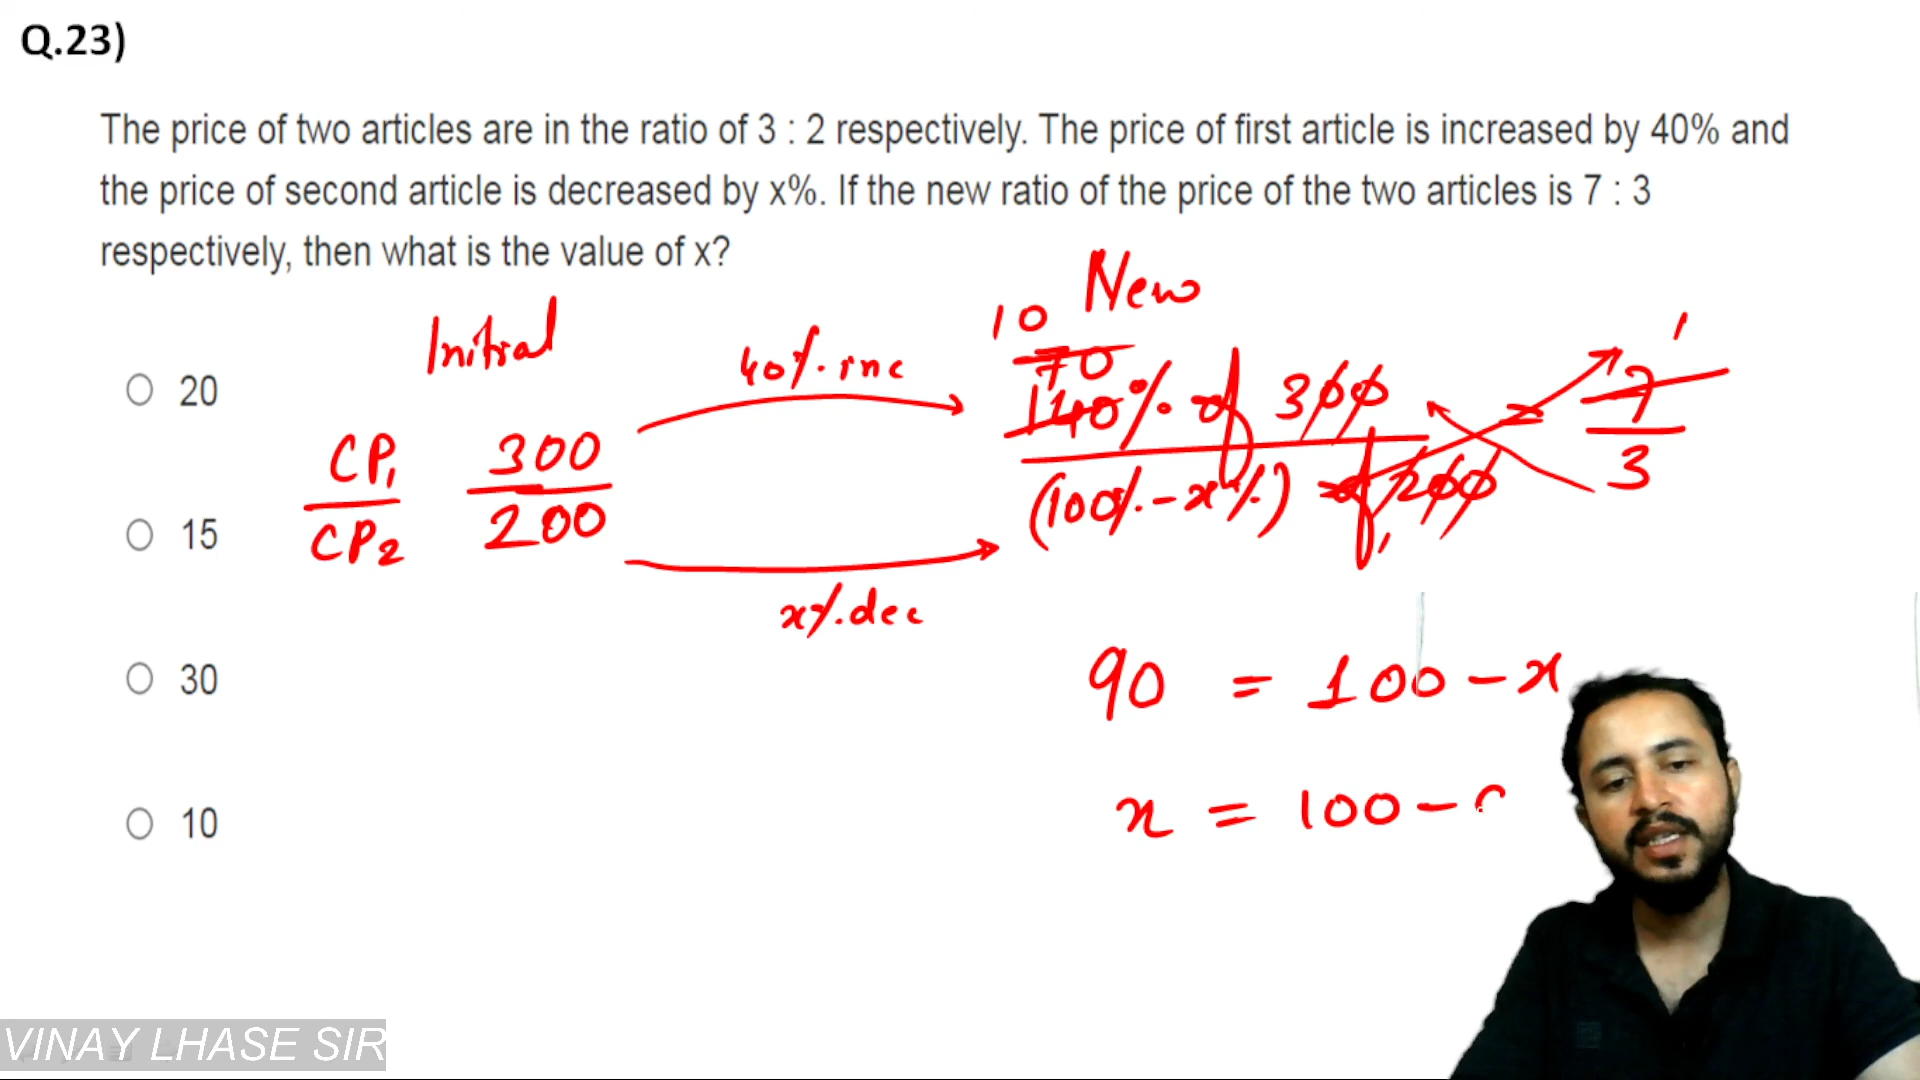 Q.23)
The price of two articles are in the ratio of 3 : 2 respectively. The price of first article is increased by 40% and
the price of second article is decreased by x%. If the new ratio of the price of the two articles is 7 : 3
respectively, then what is the value of x?
Initial
New
20
15
30
10
CP1 300
CP2 200
40% inc
x% dec
10
70
140% of 300
(100% - x%) of 200
1
= 7
3
1
90 = 100 - x
x = 100 -
VINAY LHASE SIR